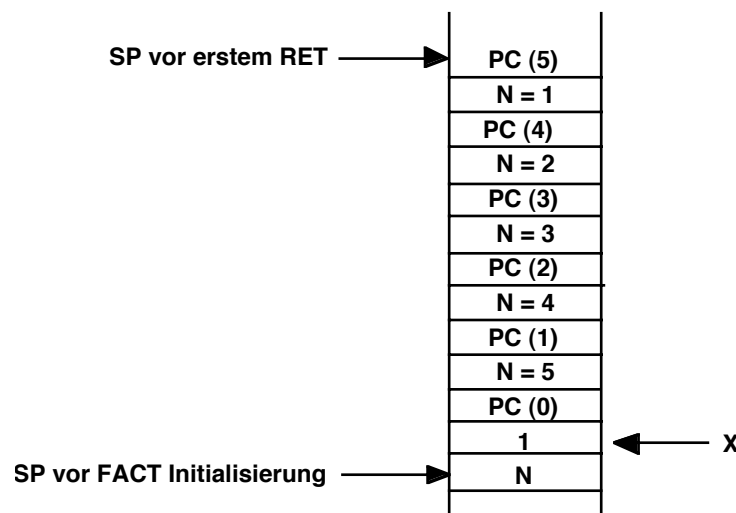 SP vor erstem RET
PC (5)
N = 1
PC (4)
N = 2
PC (3)
N = 3
PC (2)
N = 4
PC (1)
N = 5
PC (0)
1
X
SP vor FACT Initialisierung
N